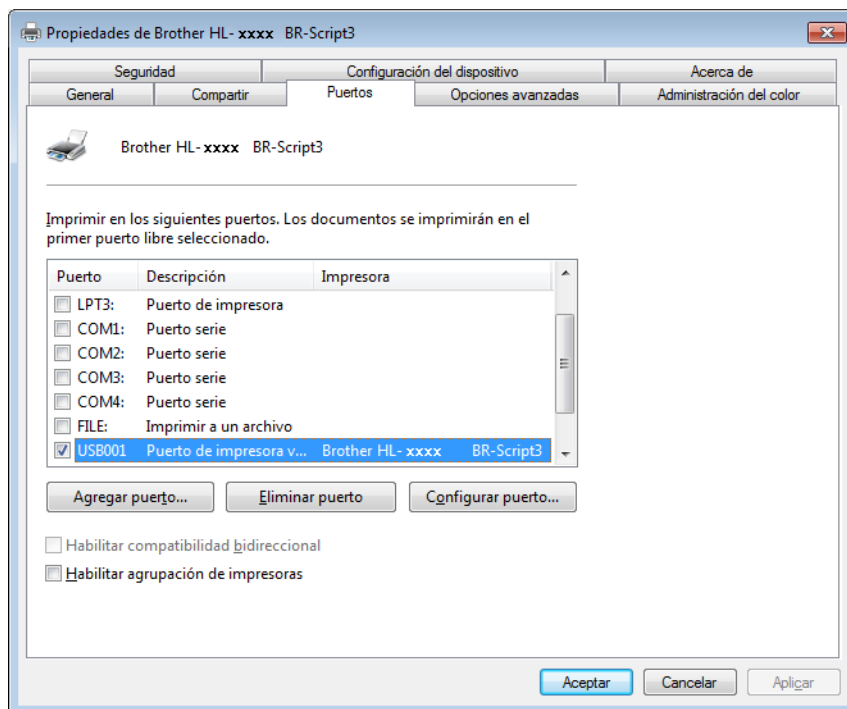 Propiedades de Brother HL- xxxx BR-Script3
Seguridad Configuración del dispositivo Acerca de
General Compartir Puertos Opciones avanzadas Administración del color
Brother HL- xxxx BR-Script3
Imprimir en los siguientes puertos. Los documentos se imprimirán en el
primer puerto libre seleccionado.
Puerto Descripción Impresora
LPT3: Puerto de impresora
COM1: Puerto serie
COM2: Puerto serie
COM3: Puerto serie
COM4: Puerto serie
FILE: Imprimir a un archivo
USB001 Puerto de impresora v... Brother HL- xxxx BR-Script3
Agregar puerto... Eliminar puerto Configurar puerto...
Habilitar compatibilidad bidireccional
Habilitar agrupación de impresoras
Aceptar Cancelar Aplicar